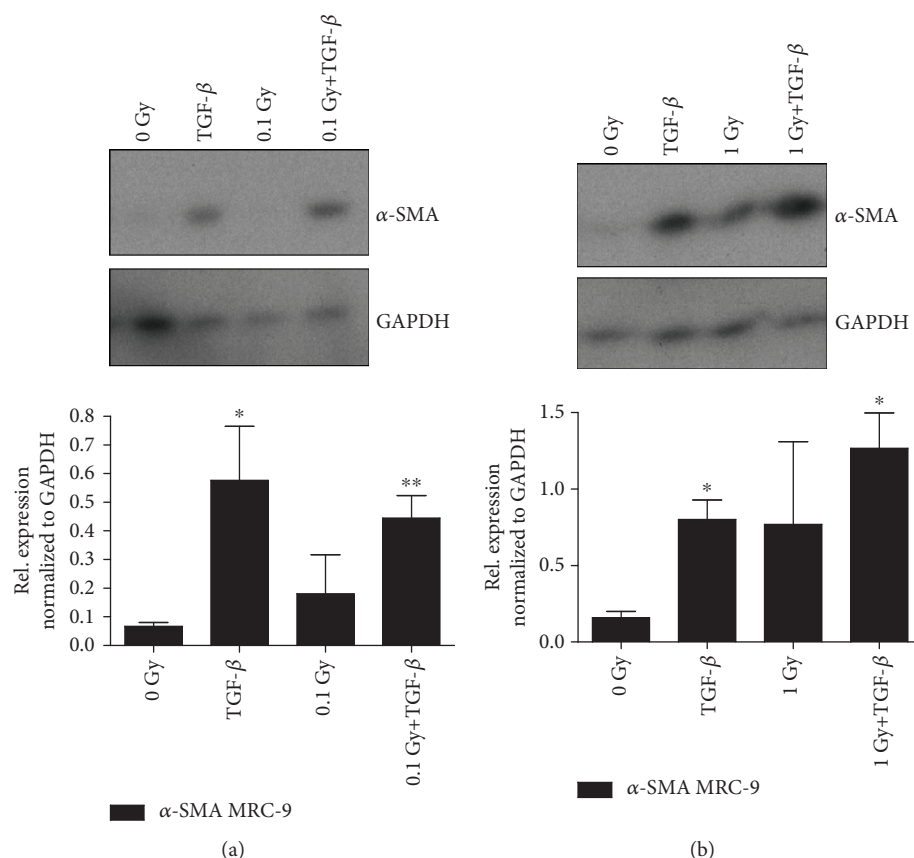 0 Gy
TGF-β
0.1 Gy
0.1 Gy+TGF-β
α-SMA
GAPDH
Rel. expression
normalized to GAPDH
0.8
0.7
0.6
0.5
0.4
0.3
0.2
0.1
0.0
*
**
0 Gy
TGF-β
0.1 Gy
0.1 Gy+TGF-β
α-SMA MRC-9
(a)
0 Gy
TGF-β
1 Gy
1 Gy+TGF-β
α-SMA
GAPDH
Rel. expression
normalized to GAPDH
1.5
1.0
0.5
0.0
*
*
0 Gy
TGF-β
1 Gy
1 Gy+TGF-β
α-SMA MRC-9
(b)